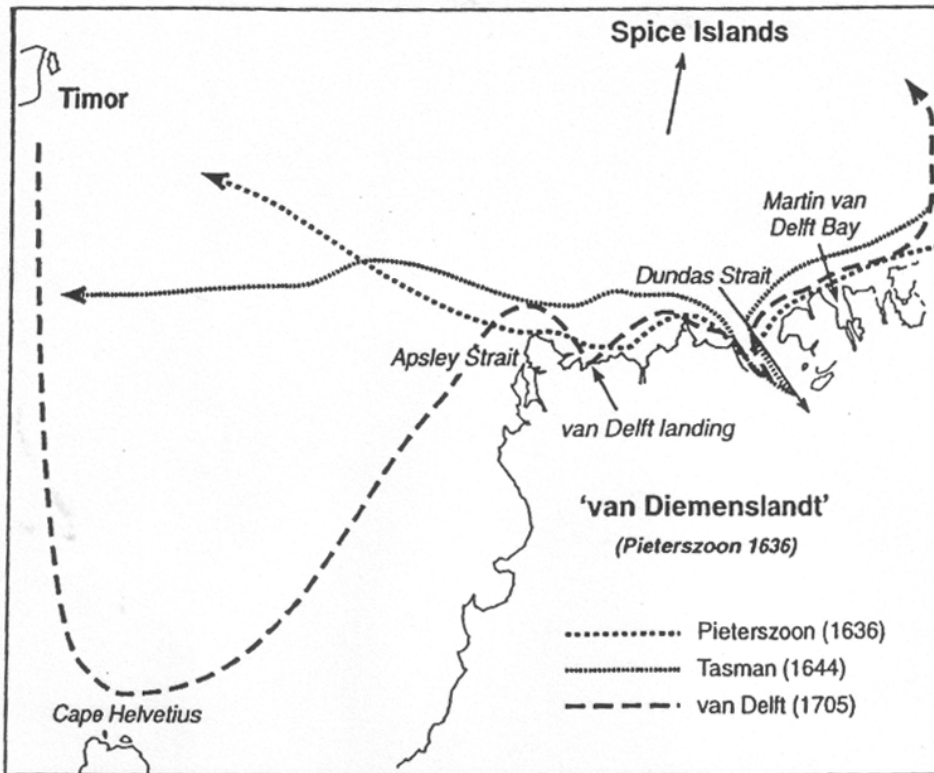 Spice Islands
Timor
Martin van
Delft Bay
Dundas Strait
Apsley Strait
van Delft landing
'van Diemenslandt'
(Pieterszoon 1636)
Pieterszoon (1636)
Tasman (1644)
van Delft (1705)
Cape Helvetius